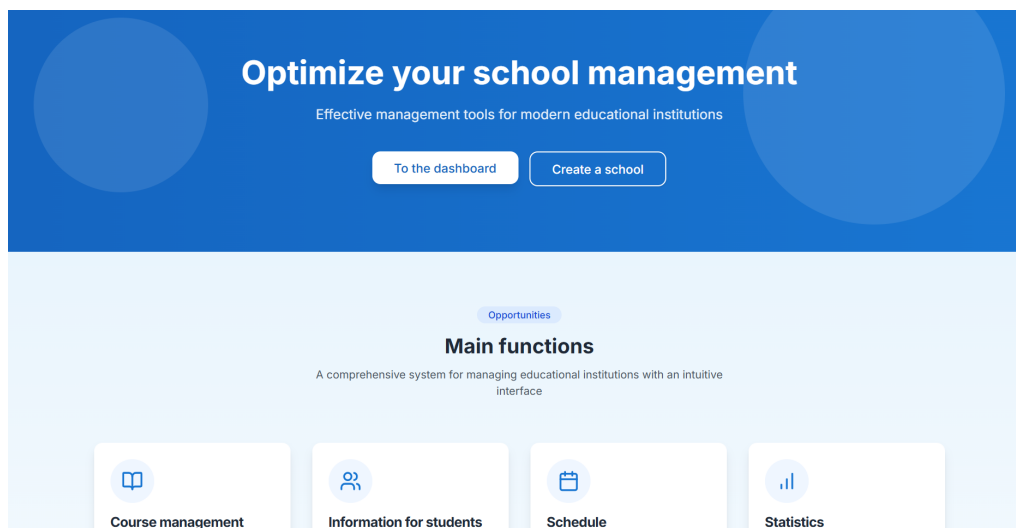 Optimize your school management
Effective management tools for modern educational institutions
To the dashboard
Create a school
Opportunities
Main functions
A comprehensive system for managing educational institutions with an intuitive
interface
Course management
Information for students
Schedule
Statistics